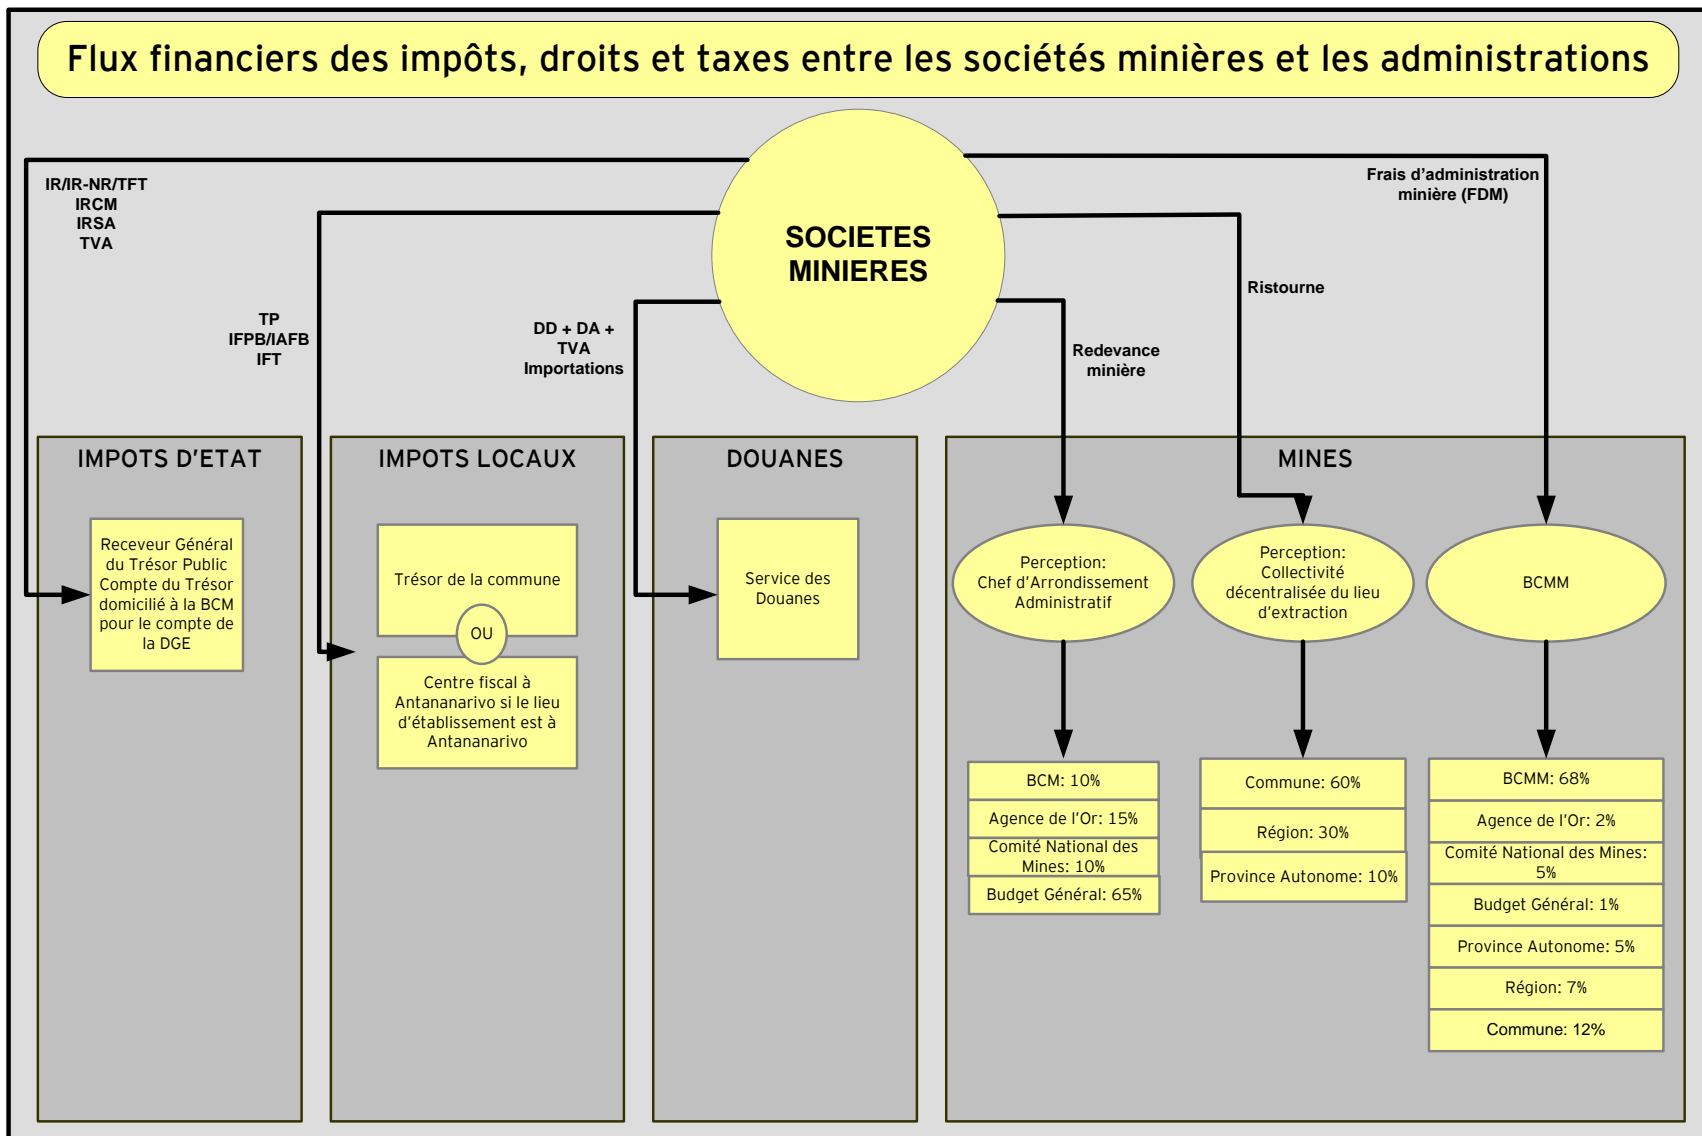 Flux financiers des impôts, droits et taxes entre les sociétés minières et les administrations
SOCIETES
MINIERES
IR/IR-NR/TFT
IRCM
IRSA
TVA
TP
IFPB/IAFB
IFT
DD + DA +
TVA
Importations
Redevance
minière
Ristourne
Frais d'administration
minière (FDM)
IMPOTS D'ETAT
Receveur Général
du Trésor Public
Compte du Trésor
domicilié à la BCM
pour le compte de
la DGE
IMPOTS LOCAUX
Trésor de la commune
OU
Centre fiscal à
Antananarivo si le lieu
d'établissement est à
Antananarivo
DOUANES
Service des
Douanes
MINES
Perception:
Chef d'Arrondissement
Administratif
BCM: 10%
Agence de l'Or: 15%
Comité National des
Mines: 10%
Budget Général: 65%
Perception:
Collectivité
décentralisée du lieu
d'extraction
Commune: 60%
Région: 30%
Province Autonome: 10%
BCMM
BCMM: 68%
Agence de l'Or: 2%
Comité National des Mines:
5%
Budget Général: 1%
Province Autonome: 5%
Région: 7%
Commune: 12%